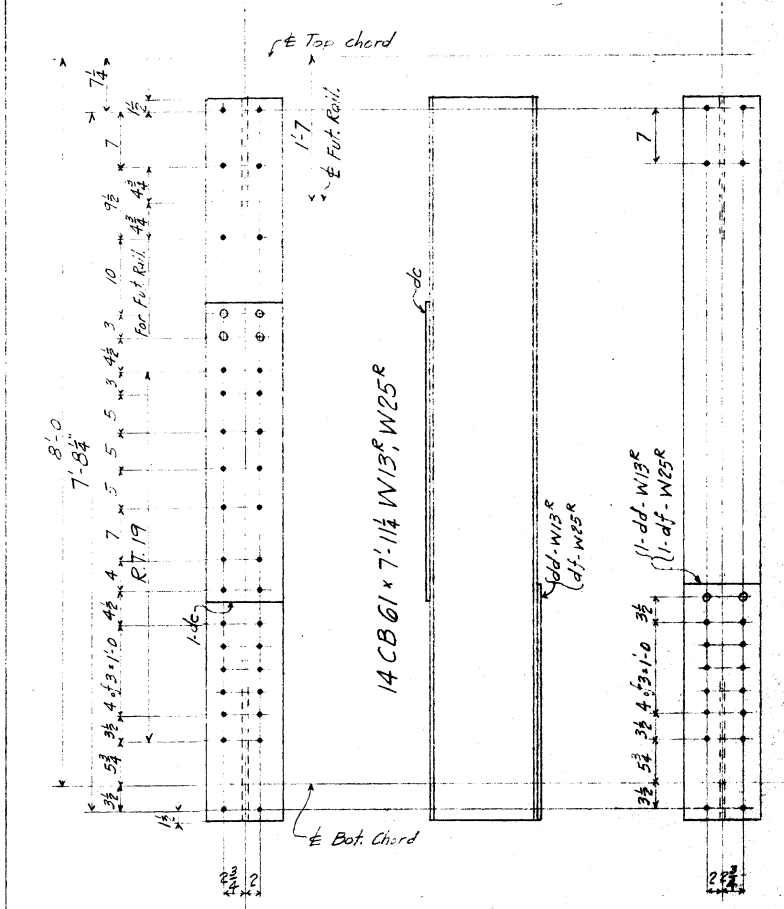 ℄ Top chord
7¼
1½
1'-7
℄ Fut. Rail.
7
7
4¾
9½
4¾
For Fut. Rail.
10
3
4½
3
5
5
5
7
4
4½
8'-0
7'-8¼"
R.T. 19
4 of 3=1'-0
3½
5¾
3½
1½
1-dc
dc
14 CB 61 × 7'-11¼ W13ᴿ, W25ᴿ
dd-W13ᴿ
df-W25ᴿ
1-dd-W13ᴿ
1-df-W25ᴿ
3½
4 of 3=1'-0
3½
5¾
3½
℄ Bot. Chord
2¾
2
2
2¾